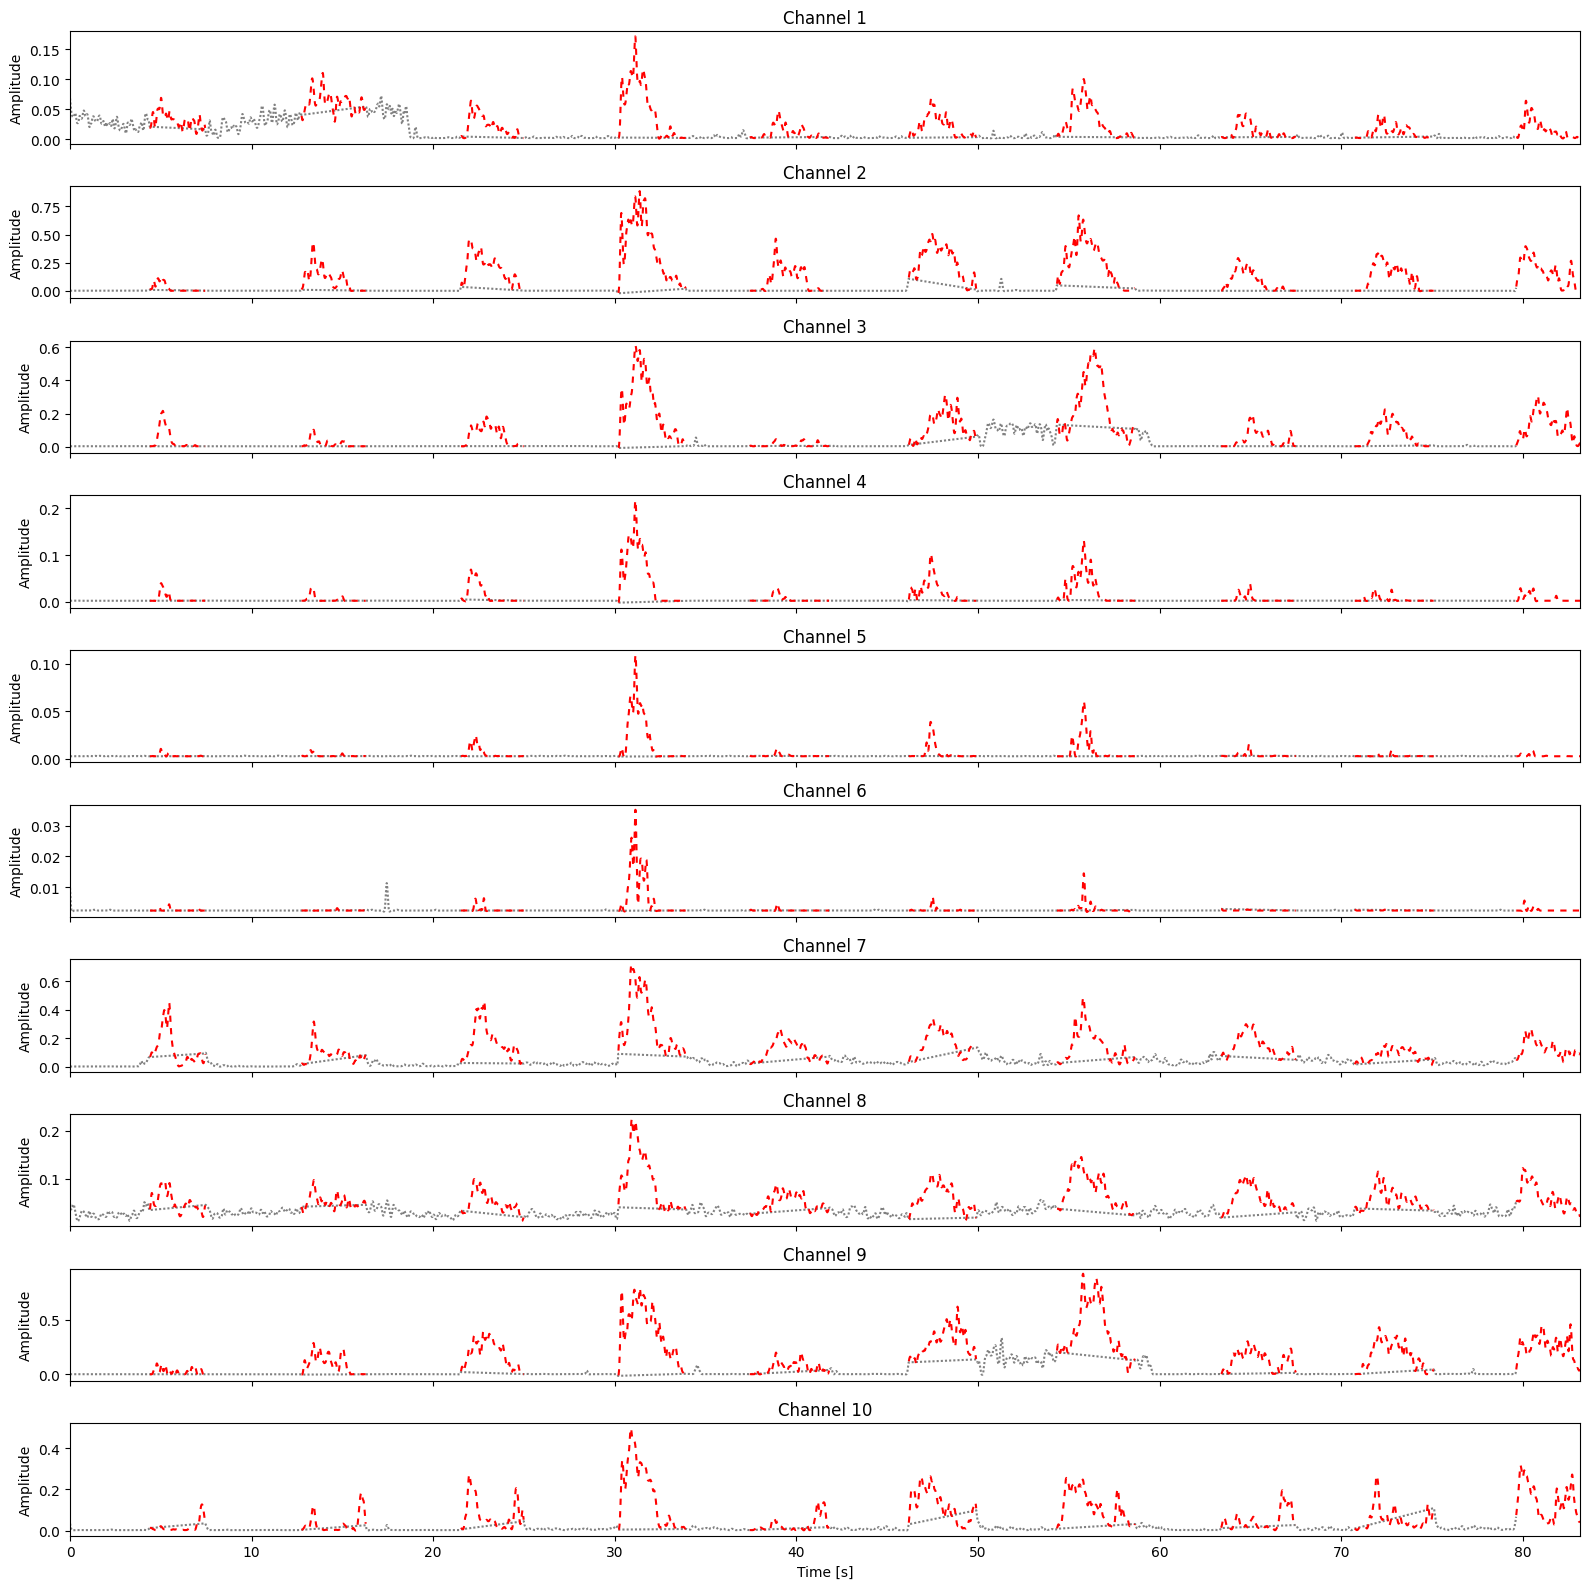 Channel 1
Amplitude
0.15
0.10
0.05
0.00
Channel 2
Amplitude
0.75
0.50
0.25
0.00
Channel 3
Amplitude
0.6
0.4
0.2
0.0
Channel 4
Amplitude
0.2
0.1
0.0
Channel 5
Amplitude
0.10
0.05
0.00
Channel 6
Amplitude
0.03
0.02
0.01
Channel 7
Amplitude
0.6
0.4
0.2
0.0
Channel 8
Amplitude
0.2
0.1
Channel 9
Amplitude
0.5
0.0
Channel 10
Amplitude
0.4
0.2
0.0
0 10 20 30 40 50 60 70 80
Time [s]